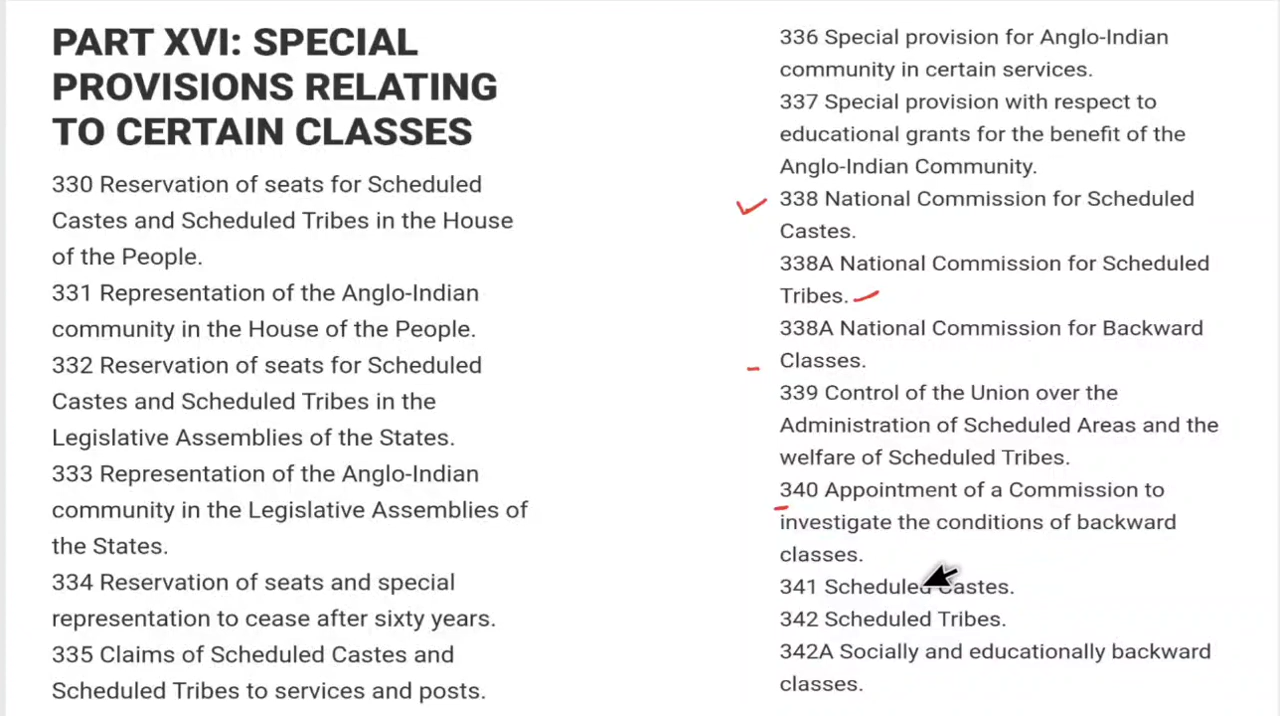 PART XVI: SPECIAL
PROVISIONS RELATING
TO CERTAIN CLASSES
330 Reservation of seats for Scheduled
Castes and Scheduled Tribes in the House
of the People.
331 Representation of the Anglo-Indian
community in the House of the People.
332 Reservation of seats for Scheduled
Castes and Scheduled Tribes in the
Legislative Assemblies of the States.
333 Representation of the Anglo-Indian
community in the Legislative Assemblies of
the States.
334 Reservation of seats and special
representation to cease after sixty years.
335 Claims of Scheduled Castes and
Scheduled Tribes to services and posts.
336 Special provision for Anglo-Indian
community in certain services.
337 Special provision with respect to
educational grants for the benefit of the
Anglo-Indian Community.
338 National Commission for Scheduled
Castes.
338A National Commission for Scheduled
Tribes.
338A National Commission for Backward
Classes.
339 Control of the Union over the
Administration of Scheduled Areas and the
welfare of Scheduled Tribes.
340 Appointment of a Commission to
investigate the conditions of backward
classes.
341 Scheduled Castes.
342 Scheduled Tribes.
342A Socially and educationally backward
classes.